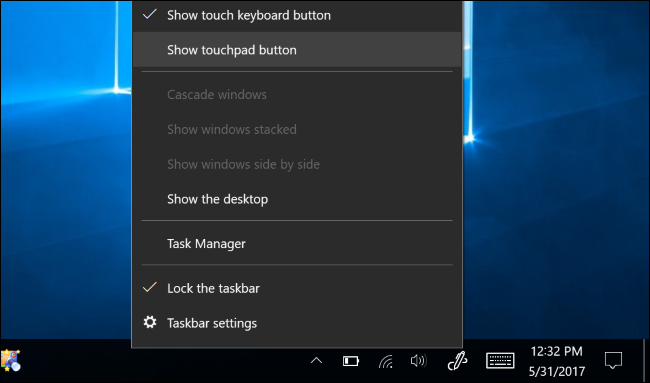 Show touch keyboard button
Show touchpad button
Cascade windows
Show windows stacked
Show windows side by side
Show the desktop
Task Manager
Lock the taskbar
Taskbar settings
12:32 PM
5/31/2017